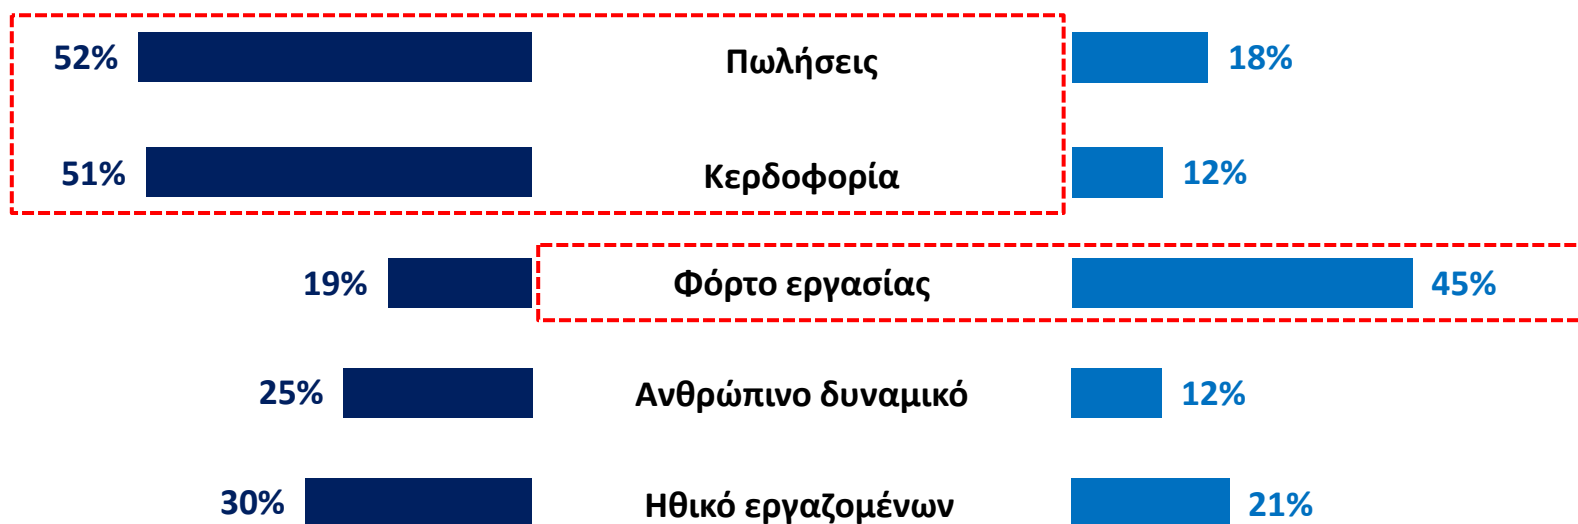 52% Πωλήσεις 18%
51% Κερδοφορία 12%
19% Φόρτο εργασίας 45%
25% Ανθρώπινο δυναμικό 12%
30% Ηθικό εργαζομένων 21%